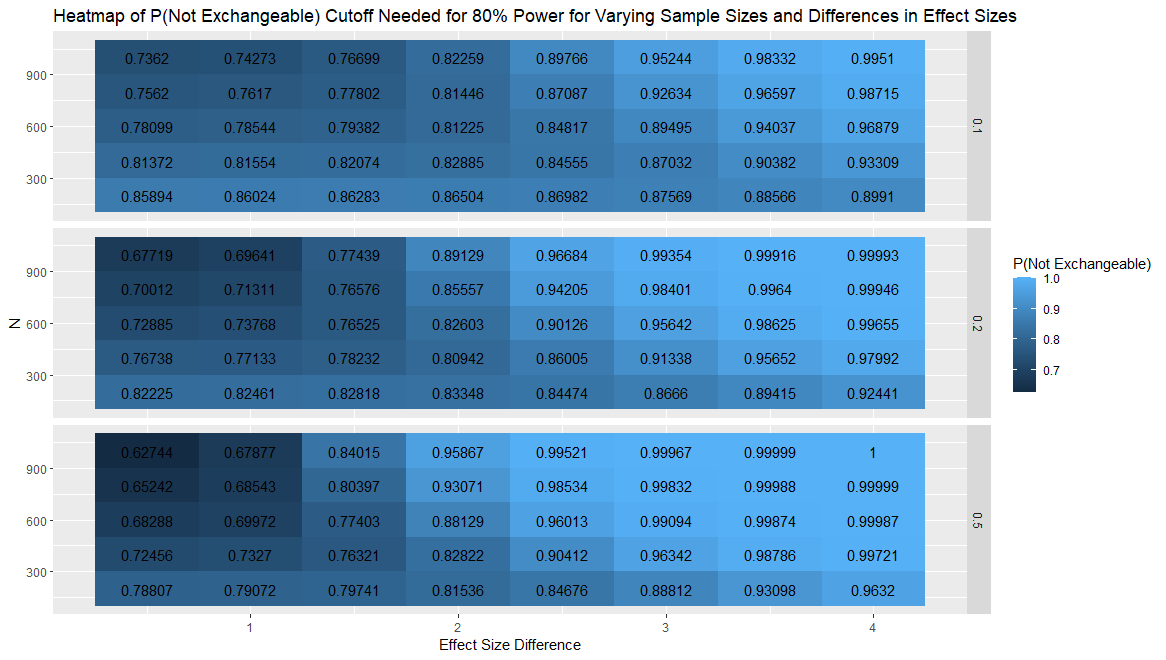 Heatmap of P(Not Exchangeable) Cutoff Needed for 80% Power for Varying Sample Sizes and Differences in Effect Sizes
0.7362 0.74273 0.76699 0.82259 0.89766 0.95244 0.98332 0.9951
900
0.7562 0.7617 0.77802 0.81446 0.87087 0.92634 0.96597 0.98715
600 0.78099 0.78544 0.79382 0.81225 0.84817 0.89495 0.94037 0.96879 0.1
0.81372 0.81554 0.82074 0.82885 0.84555 0.87032 0.90382 0.93309
300
0.85894 0.86024 0.86283 0.86504 0.86982 0.87569 0.88566 0.8991
0.67719 0.69641 0.77439 0.89129 0.96684 0.99354 0.99916 0.99993
900
0.70012 0.71311 0.76576 0.85557 0.94205 0.98401 0.9964 0.99946
N 600 0.72885 0.73768 0.76525 0.82603 0.90126 0.95642 0.98625 0.99655 0.2
0.76738 0.77133 0.78232 0.80942 0.86005 0.91338 0.95652 0.97992
300
0.82225 0.82461 0.82818 0.83348 0.84474 0.8666 0.89415 0.92441
0.62744 0.67877 0.84015 0.95867 0.99521 0.99967 0.99999 1
900
0.65242 0.68543 0.80397 0.93071 0.98534 0.99832 0.99988 0.99999
600 0.68288 0.69972 0.77403 0.88129 0.96013 0.99094 0.99874 0.99987 0.5
0.72456 0.7327 0.76321 0.82822 0.90412 0.96342 0.98786 0.99721
300
0.78807 0.79072 0.79741 0.81536 0.84676 0.88812 0.93098 0.9632
1 2 3 4
Effect Size Difference
P(Not Exchangeable)
1.0
0.9
0.8
0.7